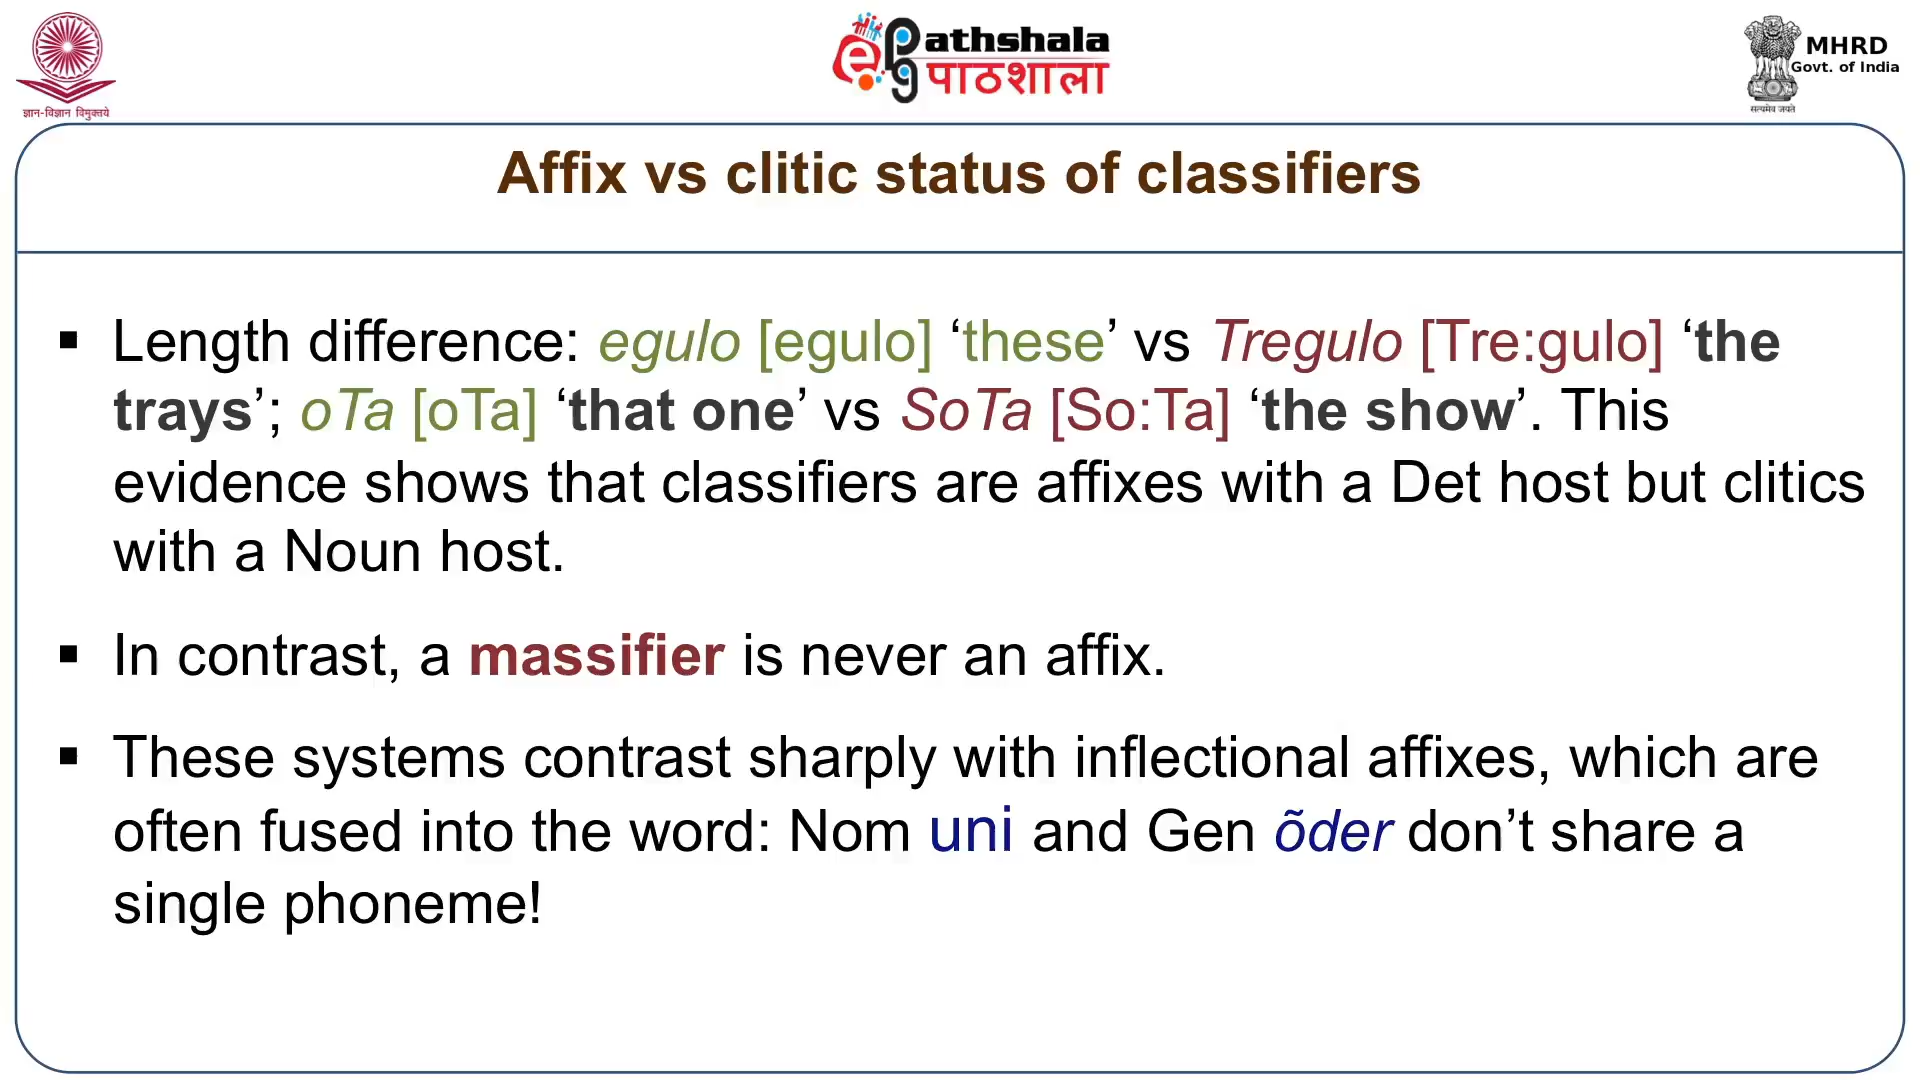 ज्ञान-विज्ञान विमुक्तये
ePathshala
पाठशाला
MHRD
Govt. of India
सत्यमेव जयते
Affix vs clitic status of classifiers
▪ Length difference: egulo [egulo] ‘these’ vs Tregulo [Tre:gulo] ‘the
trays’; oTa [oTa] ‘that one’ vs SoTa [So:Ta] ‘the show’. This
evidence shows that classifiers are affixes with a Det host but clitics
with a Noun host.
▪ In contrast, a massifier is never an affix.
▪ These systems contrast sharply with inflectional affixes, which are
often fused into the word: Nom uni and Gen õder don’t share a
single phoneme!